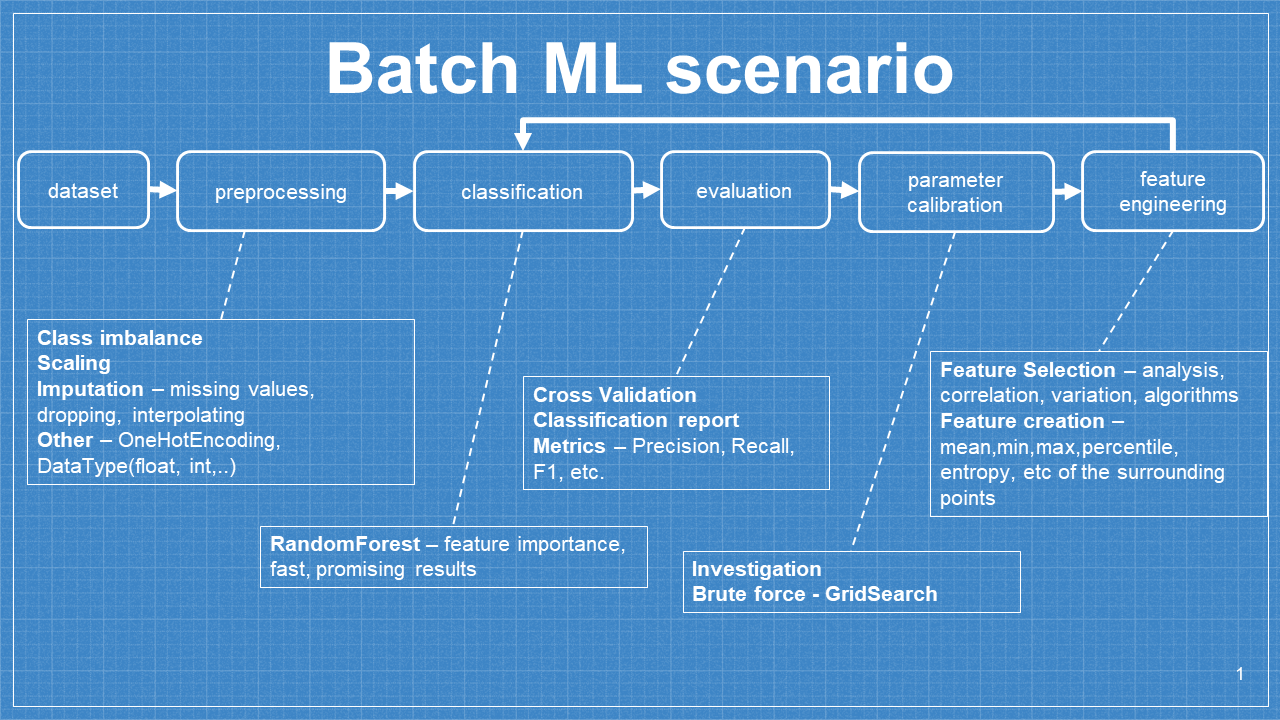 Batch ML scenario
dataset
preprocessing
classification
evaluation
parameter
calibration
feature
engineering
Class imbalance
Scaling
Imputation – missing values,
dropping, interpolating
Other – OneHotEncoding,
DataType(float, int,..)
RandomForest – feature importance,
fast, promising results
Cross Validation
Classification report
Metrics – Precision, Recall,
F1, etc.
Investigation
Brute force - GridSearch
Feature Selection – analysis,
correlation, variation, algorithms
Feature creation –
mean,min,max,percentile,
entropy, etc of the surrounding
points
1